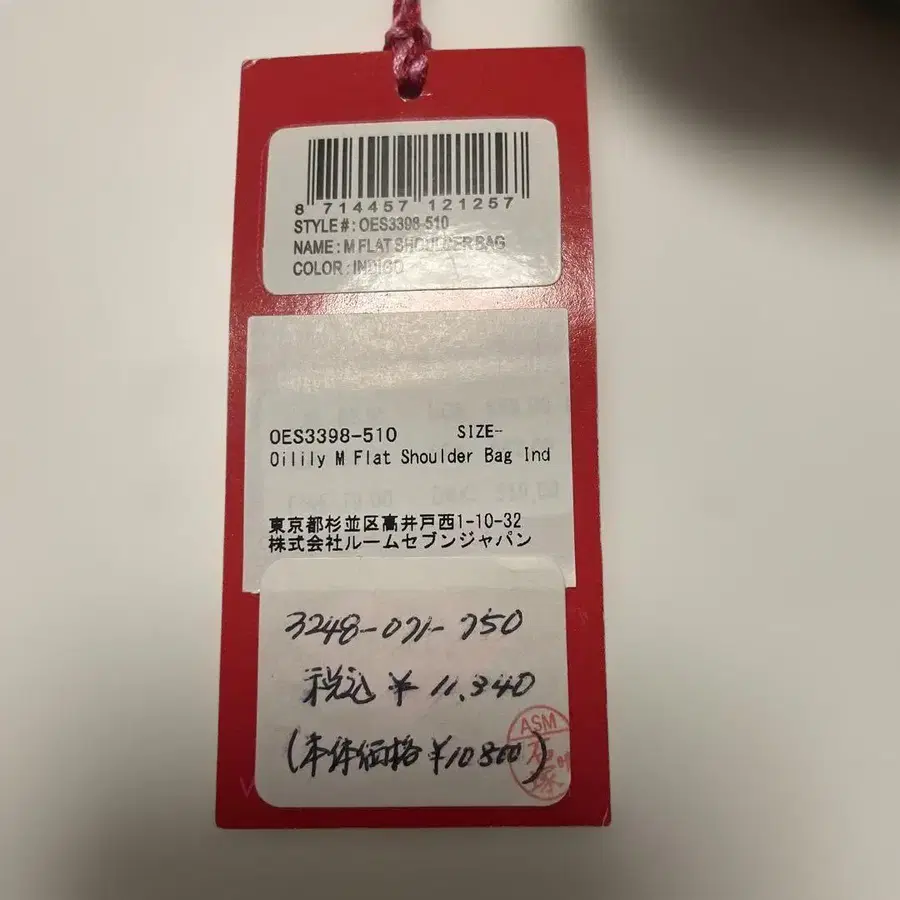 8 714457 121257
STYLE #: OES3398-510
NAME : M FLAT SHOULDER BAG
COLOR : INDIGO
OES3398-510 SIZE-
Oilily M Flat Shoulder Bag Ind
東京都杉並区高井戸西1-10-32
株式会社ルームセブンジャパン
3248-071-750
税込 ¥ 11,340
(本体価格 ¥10500)
ASM